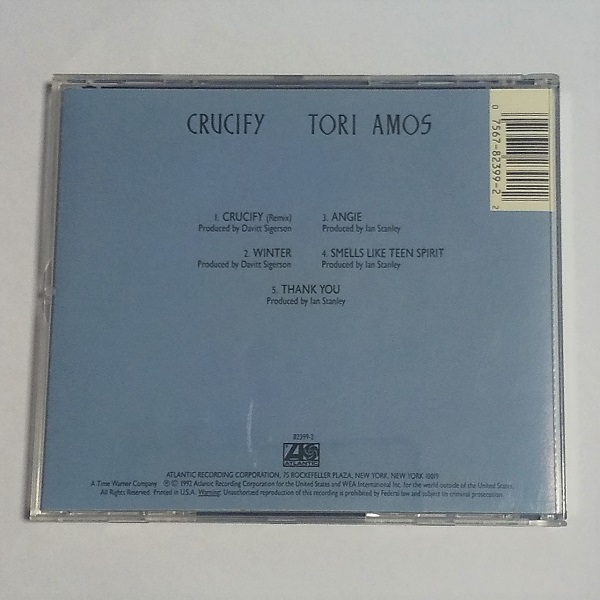 CRUCIFY TORI AMOS
0 7567-82399-2 2
1. CRUCIFY (Remix)
Produced by Davitt Sigerson
3. ANGIE
Produced by Ian Stanley
2. WINTER
Produced by Davitt Sigerson
4. SMELLS LIKE TEEN SPIRIT
Produced by Ian Stanley
5. THANK YOU
Produced by Ian Stanley
82399-2
ATLANTIC
ATLANTIC RECORDING CORPORATION, 75 ROCKEFELLER PLAZA, NEW YORK, NEW YORK 10019
A Time Warner Company ℗ © 1992 Atlantic Recording Corporation for the United States and WEA International Inc. for the world outside of the United States.
All Rights Reserved. Printed in U.S.A. Warning: Unauthorized reproduction of this recording is prohibited by Federal law and subject to criminal prosecution.